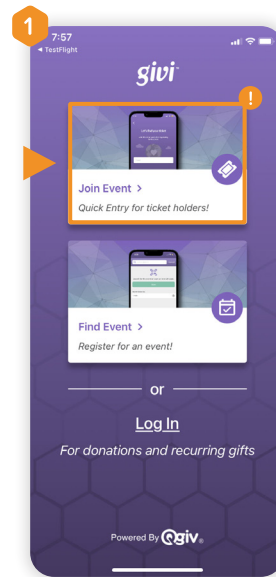 1
7:57
◄ TestFlight
givi
!
Join Event >
Quick Entry for ticket holders!
Find Event >
Register for an event!
or
Log In
For donations and recurring gifts
Powered By Qgiv®